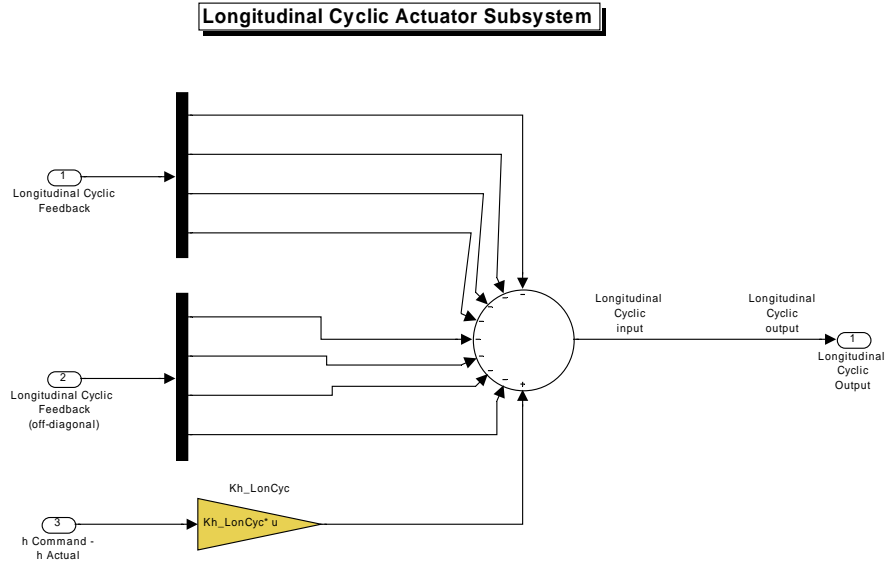 Longitudinal Cyclic Actuator Subsystem
1
Longitudinal Cyclic
Feedback
2
Longitudinal Cyclic
Feedback
(off-diagonal)
3
h Command -
h Actual
Kh_LonCyc
Kh_LonCyc* u
Longitudinal
Cyclic
input
Longitudinal
Cyclic
output
1
Longitudinal
Cyclic
Output